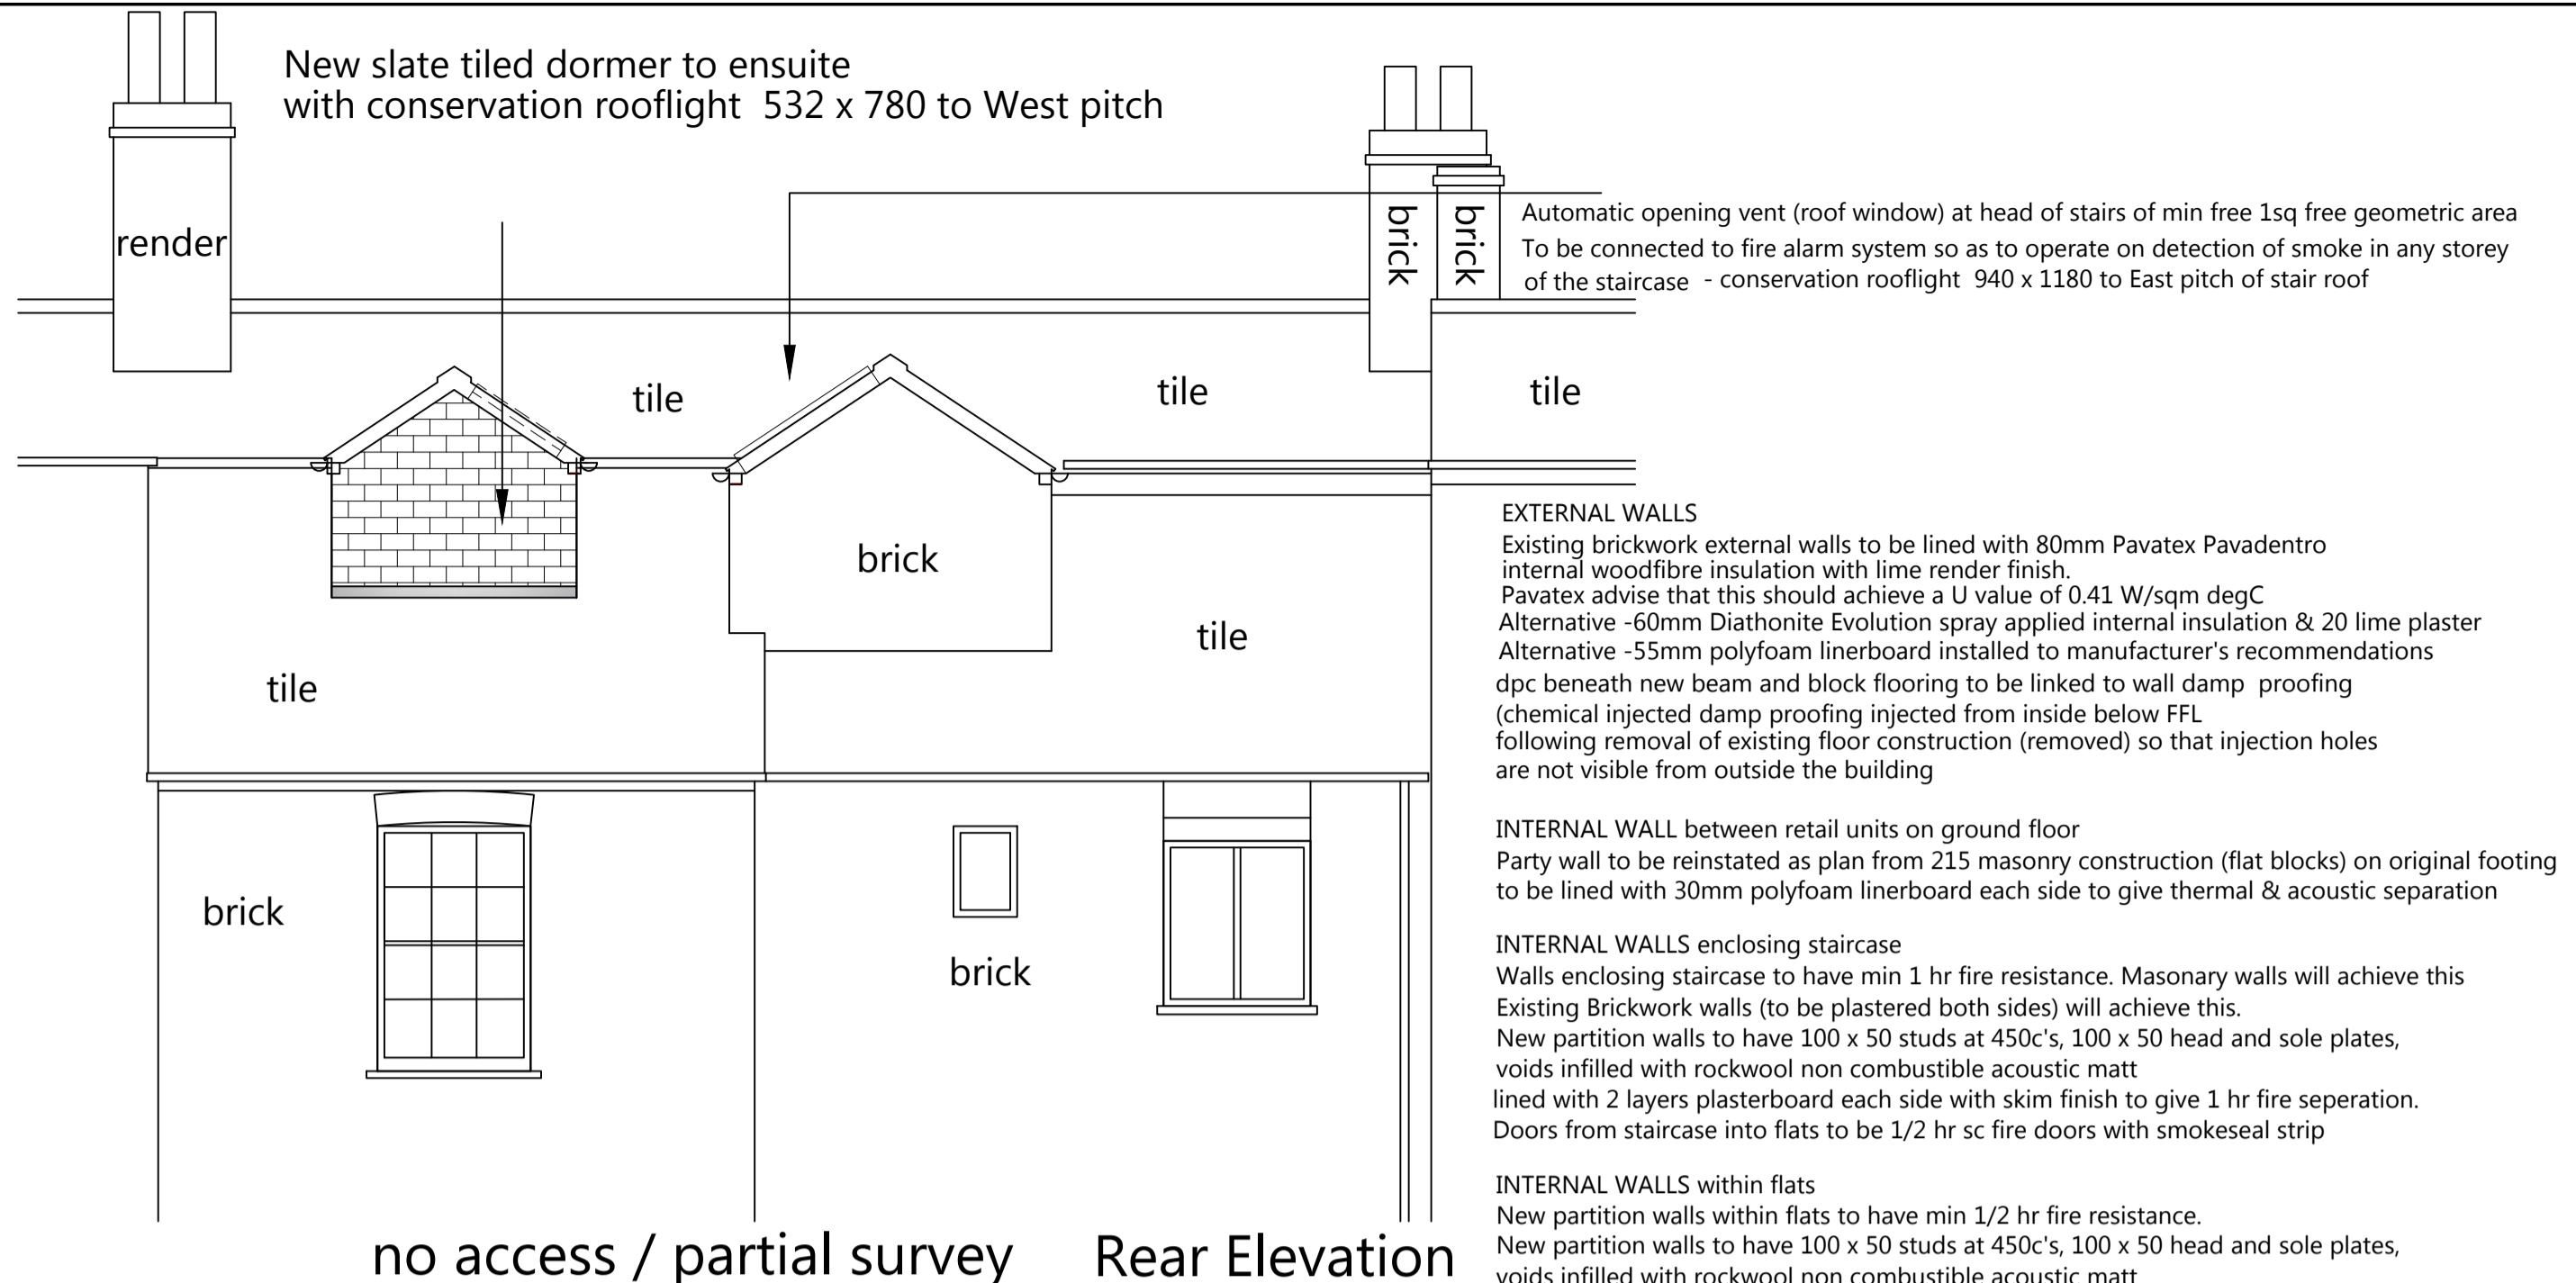 New slate tiled dormer to ensuite
with conservation rooflight 532 x 780 to West pitch
render
brick
brick
Automatic opening vent (roof window) at head of stairs of min free 1sq free geometric area
To be connected to fire alarm system so as to operate on detection of smoke in any storey
of the staircase - conservation rooflight 940 x 1180 to East pitch of stair roof
tile
tile
tile
brick
tile
tile
brick
brick
no access / partial survey
Rear Elevation
EXTERNAL WALLS
Existing brickwork external walls to be lined with 80mm Pavatex Pavadentro
internal woodfibre insulation with lime render finish.
Pavatex advise that this should achieve a U value of 0.41 W/sqm degC
Alternative -60mm Diathonite Evolution spray applied internal insulation & 20 lime plaster
Alternative -55mm polyfoam linerboard installed to manufacturer's recommendations
dpc beneath new beam and block flooring to be linked to wall damp proofing
(chemical injected damp proofing injected from inside below FFL
following removal of existing floor construction (removed) so that injection holes
are not visible from outside the building
INTERNAL WALL between retail units on ground floor
Party wall to be reinstated as plan from 215 masonry construction (flat blocks) on original footing
to be lined with 30mm polyfoam linerboard each side to give thermal & acoustic separation
INTERNAL WALLS enclosing staircase
Walls enclosing staircase to have min 1 hr fire resistance. Masonary walls will achieve this
Existing Brickwork walls (to be plastered both sides) will achieve this.
New partition walls to have 100 x 50 studs at 450c's, 100 x 50 head and sole plates,
voids infilled with rockwool non combustible acoustic matt
lined with 2 layers plasterboard each side with skim finish to give 1 hr fire seperation.
Doors from staircase into flats to be 1/2 hr sc fire doors with smokeseal strip
INTERNAL WALLS within flats
New partition walls within flats to have min 1/2 hr fire resistance.
New partition walls to have 100 x 50 studs at 450c's, 100 x 50 head and sole plates,
voids infilled with rockwool non combustible acoustic matt